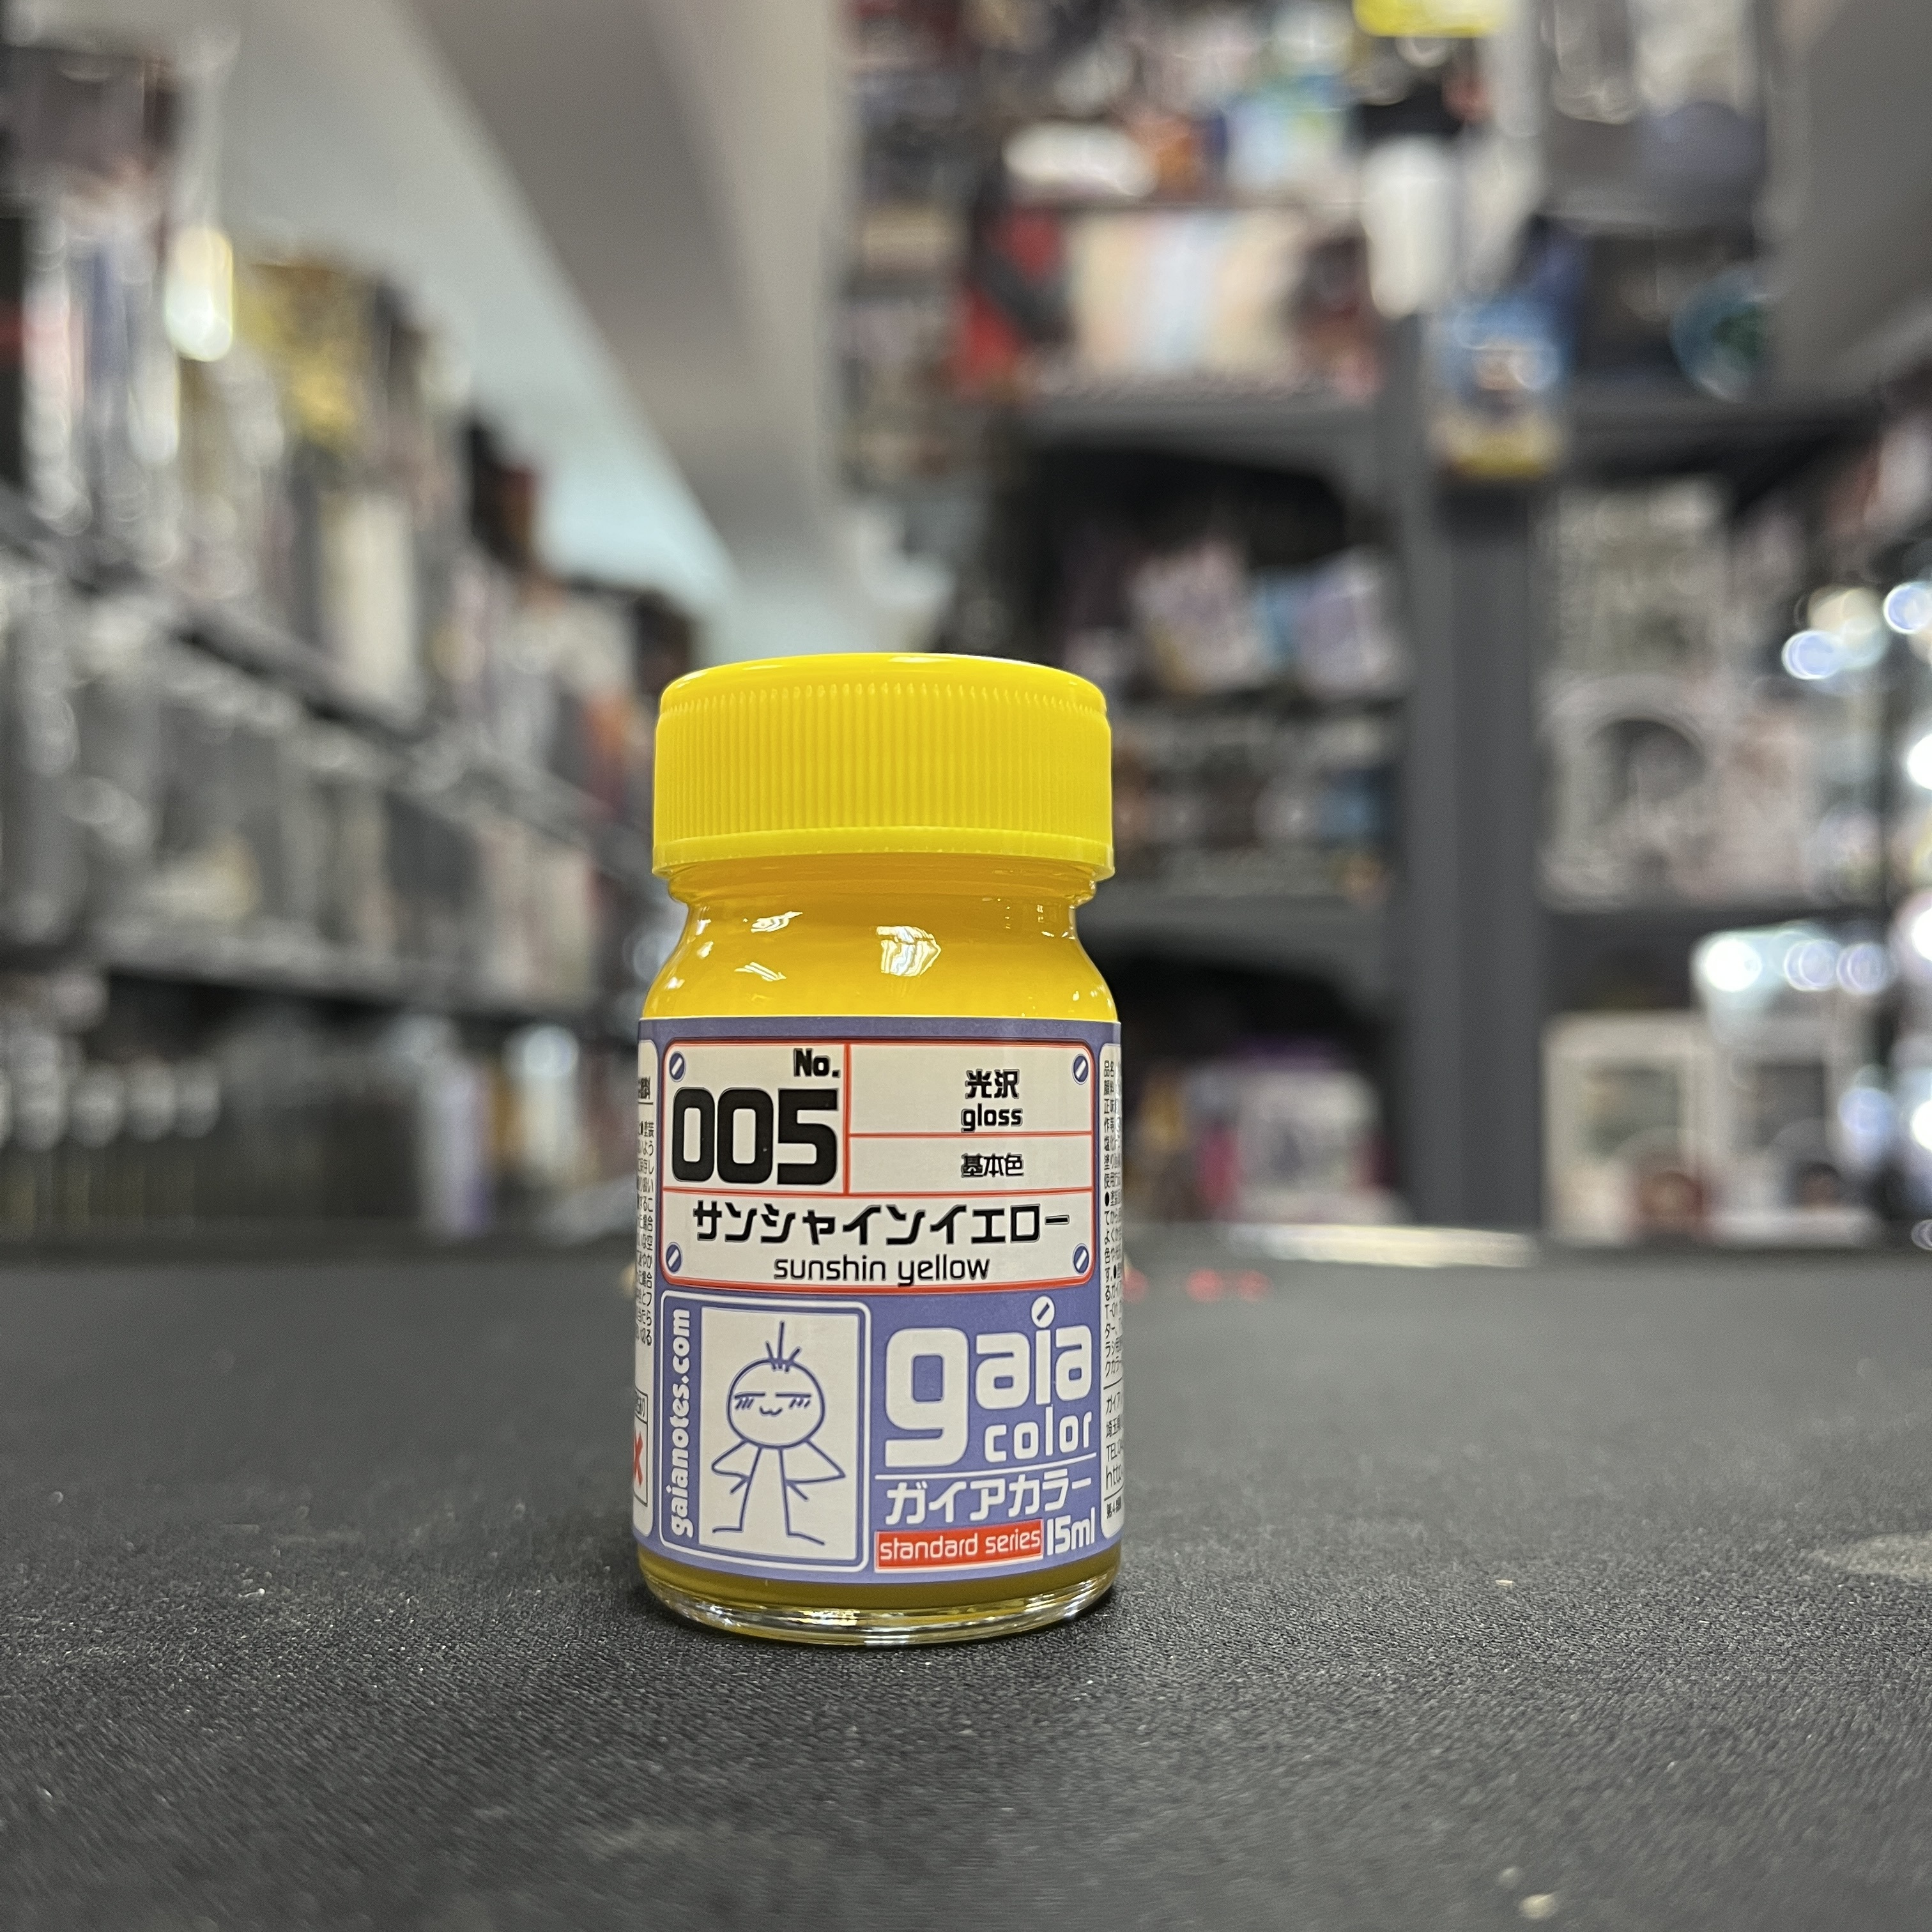 No.
005
光沢
gloss
基本色
サンシャインイエロー
sunshin yellow
gaianotes.com
gaia
color
ガイアカラー
standard series 15ml